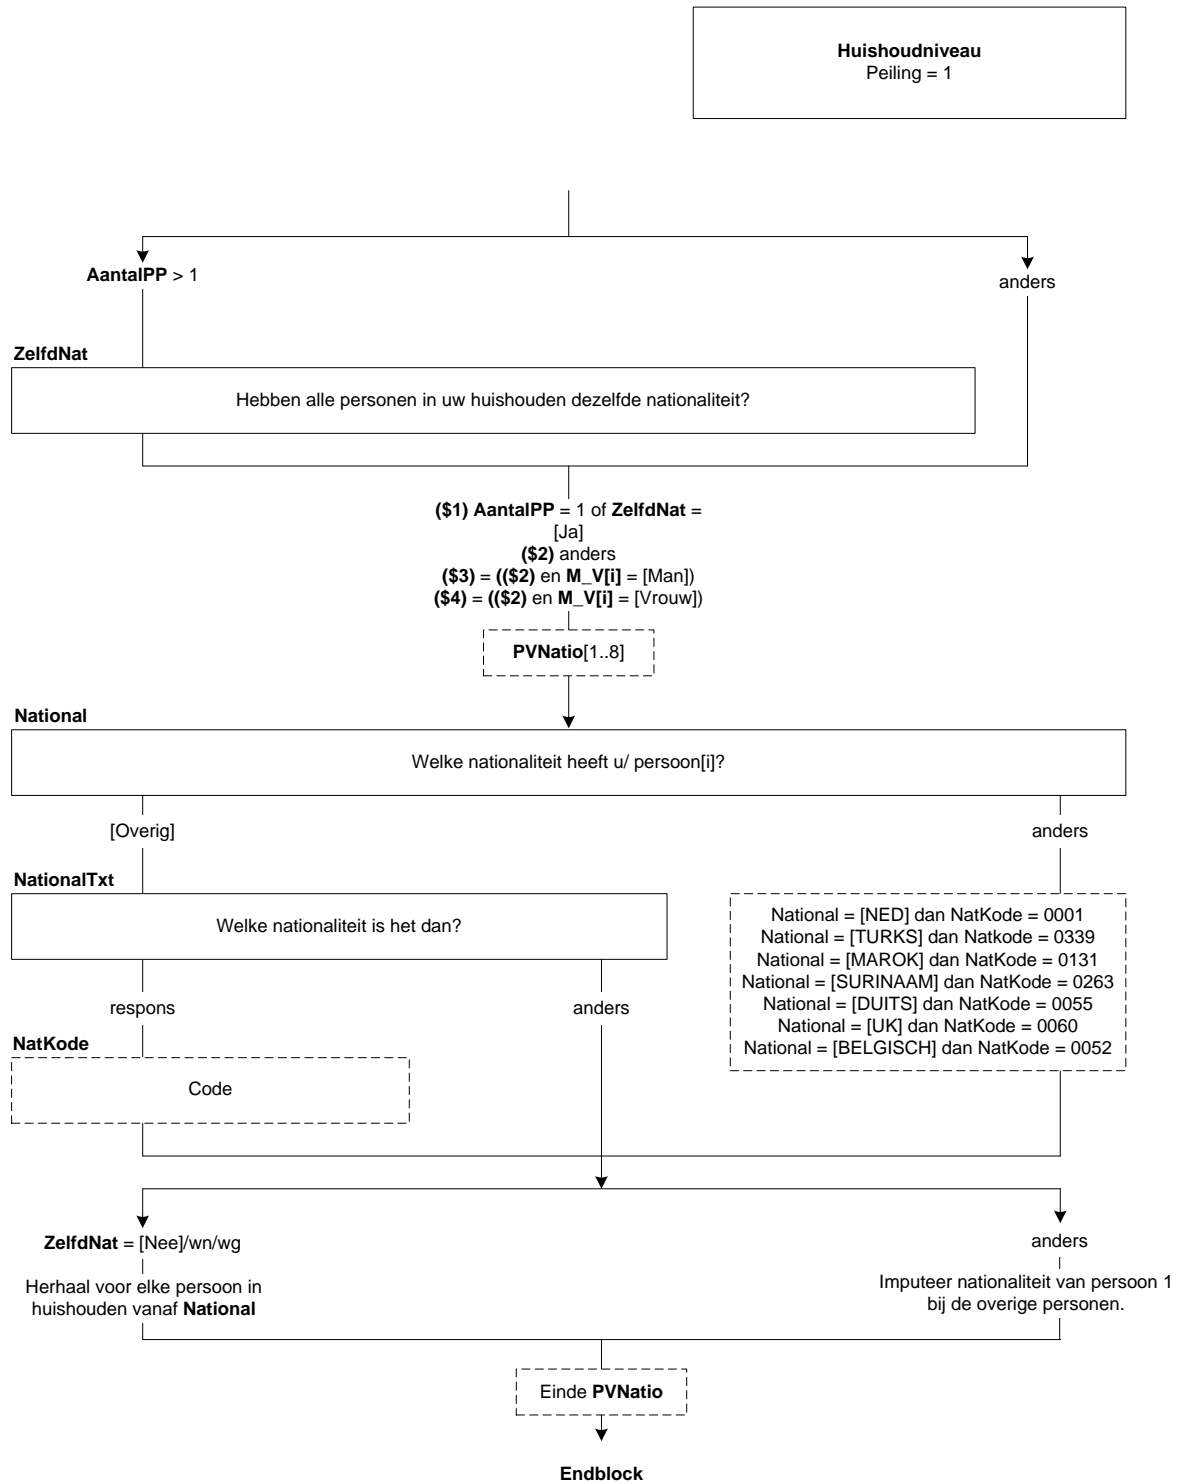 Huishoudniveau
Peiling = 1
AantalPP > 1
anders
ZelfdNat
Hebben alle personen in uw huishouden dezelfde nationaliteit?
($1) AantalPP = 1 of ZelfdNat =
[Ja]
($2) anders
($3) = (($2) en M_V[i] = [Man])
($4) = (($2) en M_V[i] = [Vrouw])
PVNatio[1..8]
National
Welke nationaliteit heeft u/ persoon[i]?
[Overig]
anders
NationalTxt
Welke nationaliteit is het dan?
National = [NED] dan NatKode = 0001
National = [TURKS] dan Natkode = 0339
National = [MAROK] dan NatKode = 0131
National = [SURINAAM] dan NatKode = 0263
National = [DUITS] dan NatKode = 0055
National = [UK] dan NatKode = 0060
National = [BELGISCH] dan NatKode = 0052
respons
anders
NatKode
Code
ZelfdNat = [Nee]/wn/wg
Herhaal voor elke persoon in
huishouden vanaf National
anders
Imputeer nationaliteit van persoon 1
bij de overige personen.
Einde PVNatio
Endblock